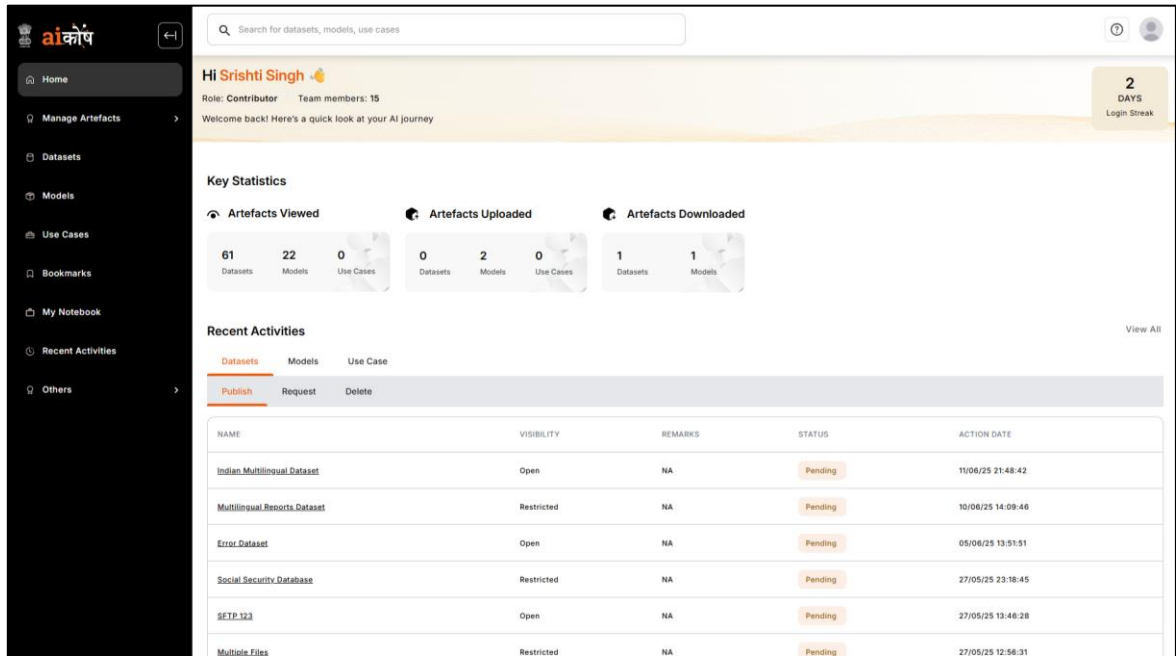 aiकोष
Search for datasets, models, use cases
Home
Manage Artefacts
Datasets
Models
Use Cases
Bookmarks
My Notebook
Recent Activities
Others
Hi Srishti Singh
Role: Contributor Team members: 15
Welcome back! Here's a quick look at your AI journey
2
DAYS
Login Streak
Key Statistics
Artefacts Viewed
61 22 0
Datasets Models Use Cases
Artefacts Uploaded
0 2 0
Datasets Models Use Cases
Artefacts Downloaded
1 1
Datasets Models
Recent Activities
View All
Datasets Models Use Case
Publish Request Delete
NAME VISIBILITY REMARKS STATUS ACTION DATE
Indian Multilingual Dataset Open NA Pending 11/06/25 21:48:42
Multilingual Reports Dataset Restricted NA Pending 10/06/25 14:09:46
Error Dataset Open NA Pending 05/06/25 13:51:51
Social Security Database Restricted NA Pending 27/05/25 23:18:45
SFTP 123 Open NA Pending 27/05/25 13:46:28
Multiple Files Restricted NA Pending 27/05/25 12:56:31